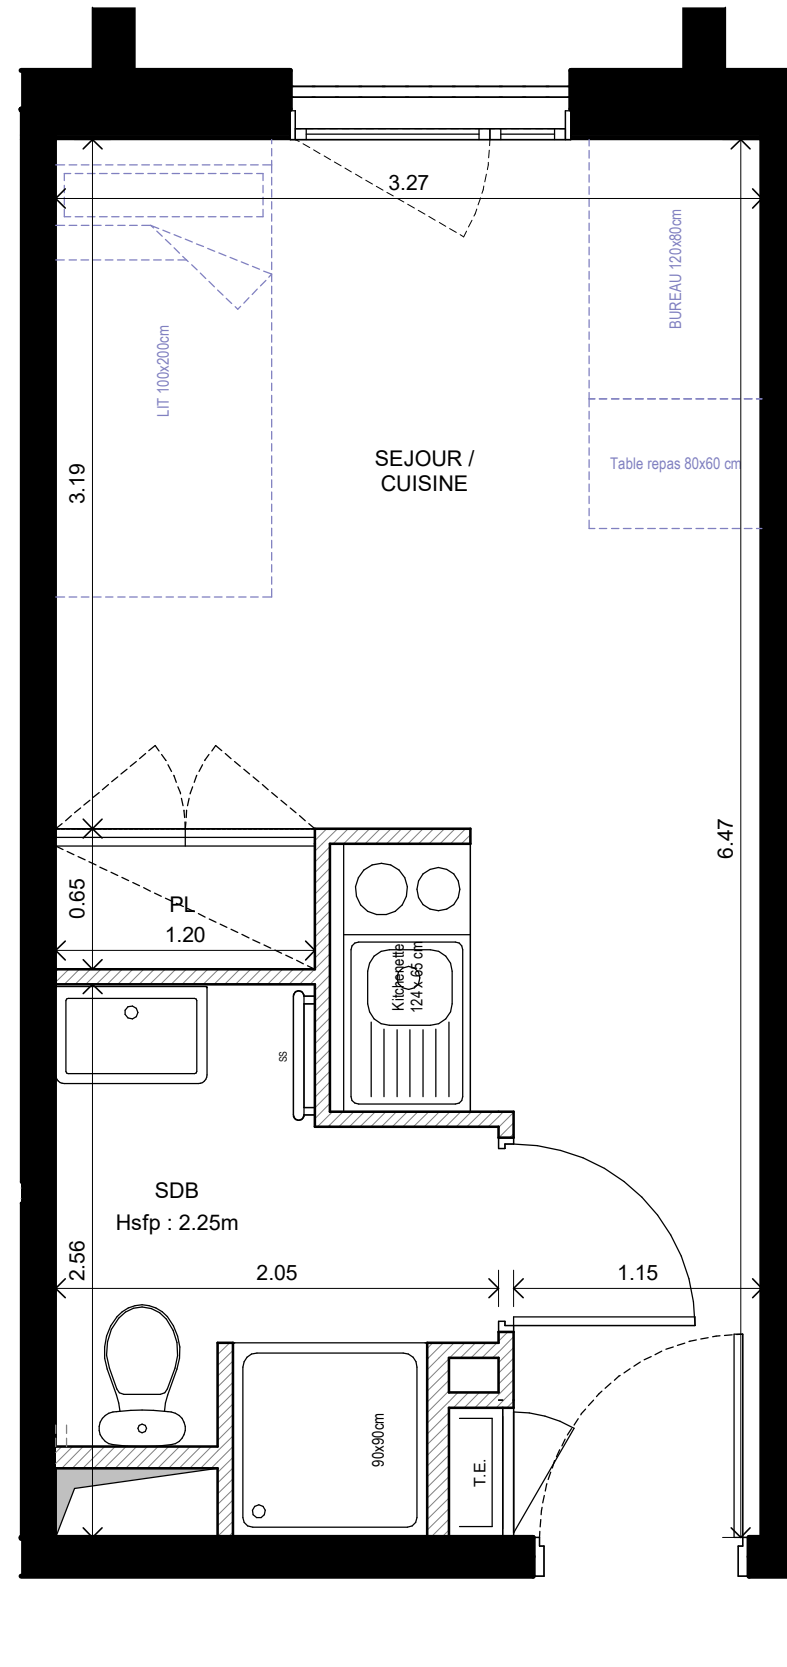 3.27
BUREAU 120x80cm
LIT 100x200cm
SEJOUR /
CUISINE
Table repas 80x60 cm
3.19
6.47
0.65
PL
1.20
Kitchenette
124 x 65 cm
SS
SDB
Hsfp : 2.25m
2.56
2.05
1.15
90x90cm
T.E.